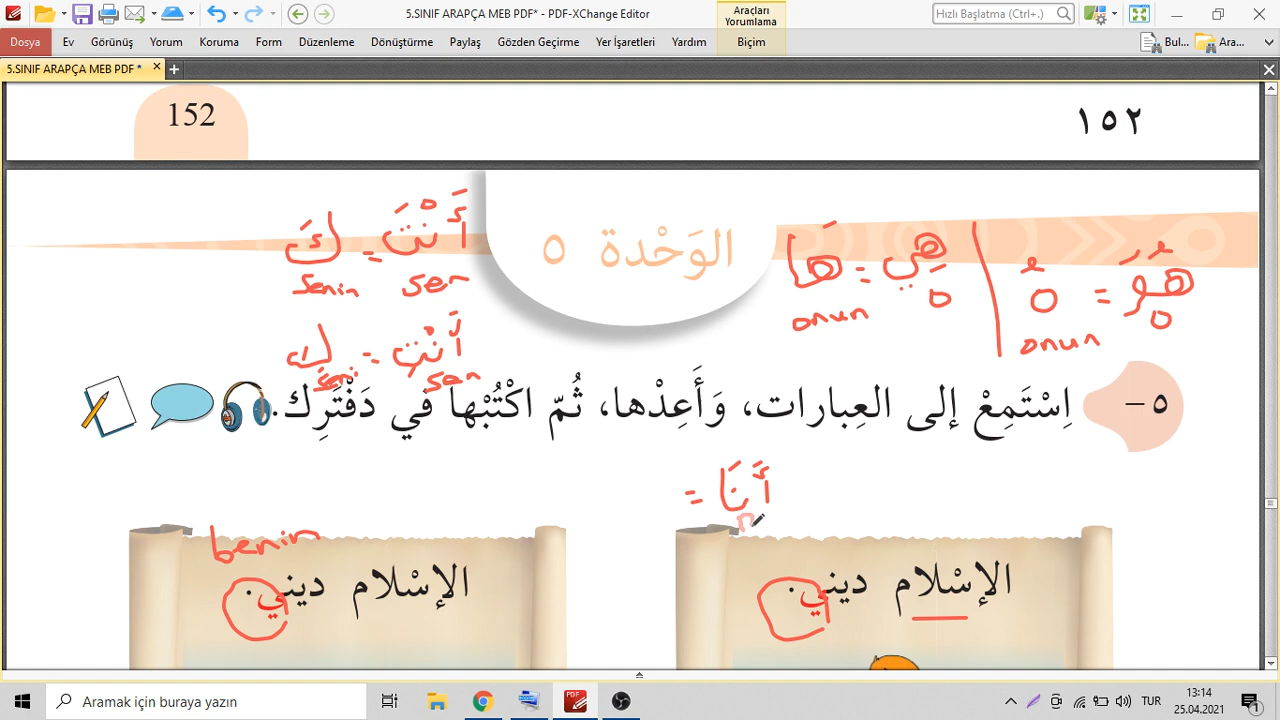 5.SINIF ARAPÇA MEB PDF* - PDF-XChange Editor
Araçları Yorumlama
Hızlı Başlatma (Ctrl+.)
Dosya Ev Görünüş Yorum Koruma Form Düzenleme Dönüştürme Paylaş Gözden Geçirme Yer İşaretleri Yardım Biçim Bul... Ara...
5.SINIF ARAPÇA MEB PDF *
152 ١٥٢
أَنْتَ = كَ
senin sen
الوَحْدة ٥
هِيَ = هَا
onun o
هُوَ = هُ
onun o
أَنْتِ = كِ
sen
٥ – اِسْتَمِعْ إلى العِبارات، وَأَعِدْها، ثُمّ اكْتُبْها في دَفْتَرِك.
أَنَا =
benin
الإسْلام ديني.
الإسْلام ديني.
Aramak için buraya yazın
TUR
13:14
25.04.2021